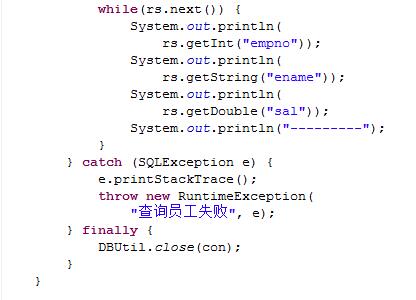 while(rs.next()) {
System.out.println(
rs.getInt("empno"));
System.out.println(
rs.getString("ename"));
System.out.println(
rs.getDouble("sal"));
System.out.println("---------");
}
} catch (SQLException e) {
e.printStackTrace();
throw new RuntimeException(
"查询员工失败", e);
} finally {
DBUtil.close(con);
}
}